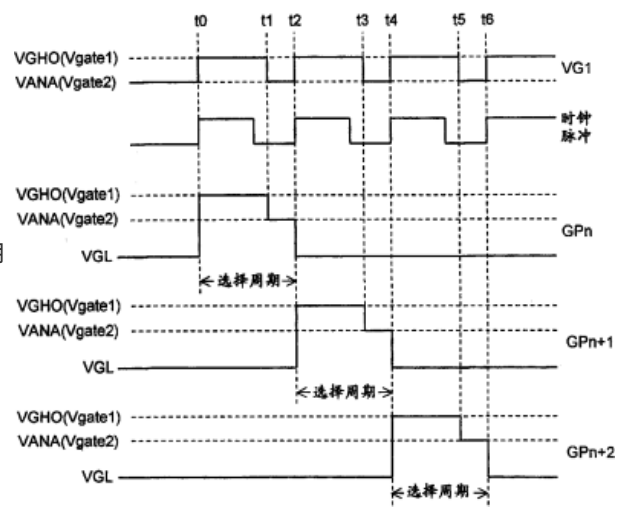 t0 t1 t2 t3 t4 t5 t6
VGHO(Vgate1)
VG1
VANA(Vgate2)
时钟
脉冲
VGHO(Vgate1)
VANA(Vgate2)
GPn
VGL
选择周期
VGHO(Vgate1)
VANA(Vgate2)
GPn+1
VGL
选择周期
VGHO(Vgate1)
VANA(Vgate2)
GPn+2
VGL
选择周期